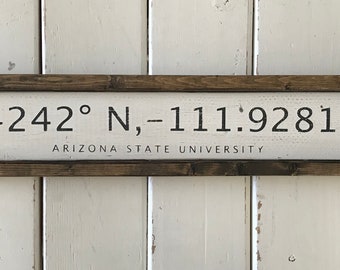 242° N,-111.9281
ARIZONA STATE UNIVERSITY